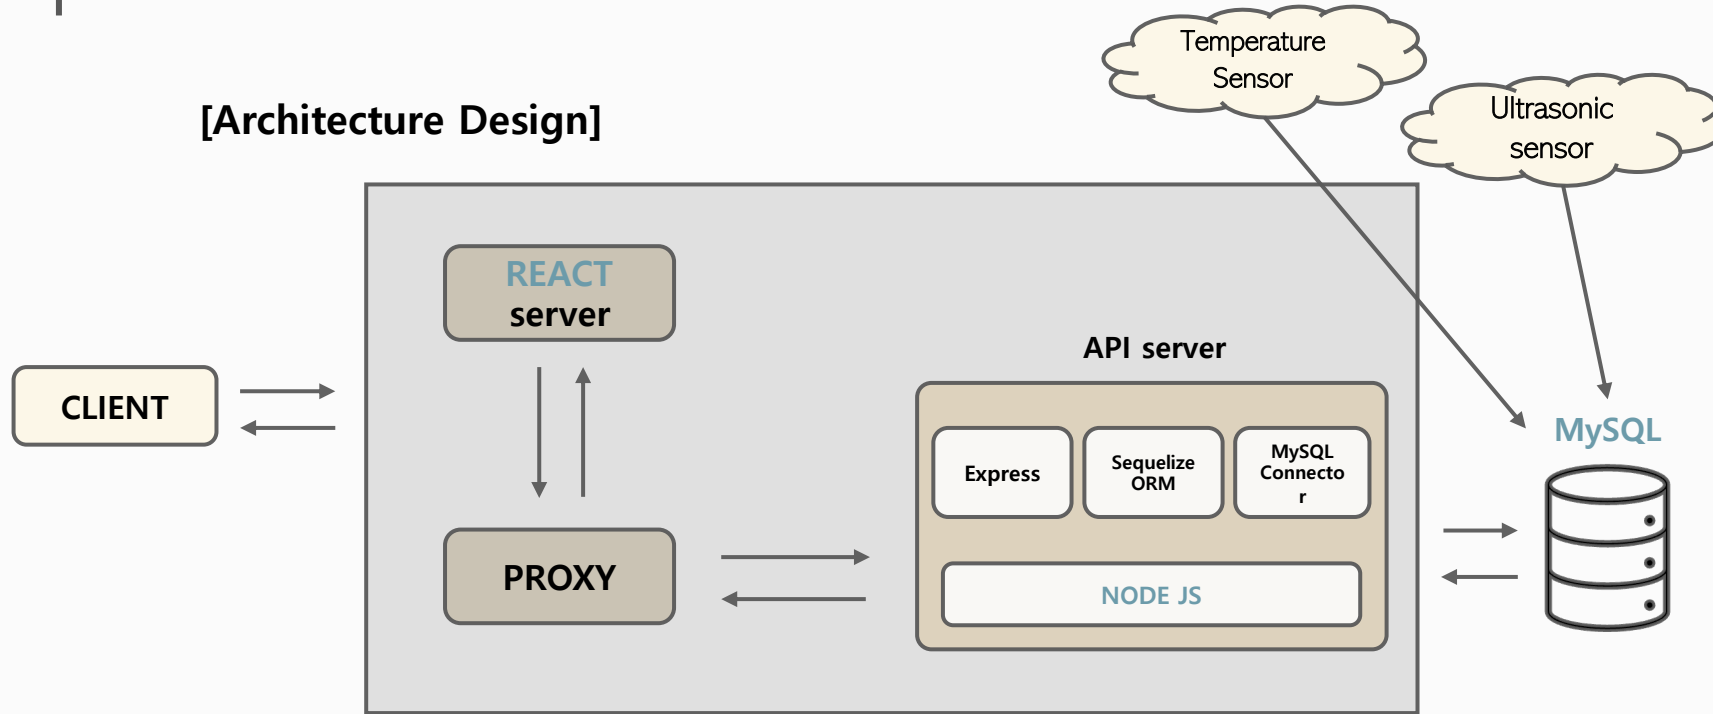 Temperature
Sensor
Ultrasonic
sensor
[Architecture Design]
REACT
server
API server
CLIENT
MySQL
Express
Sequelize
ORM
MySQL
Connecto
r
PROXY
NODE JS